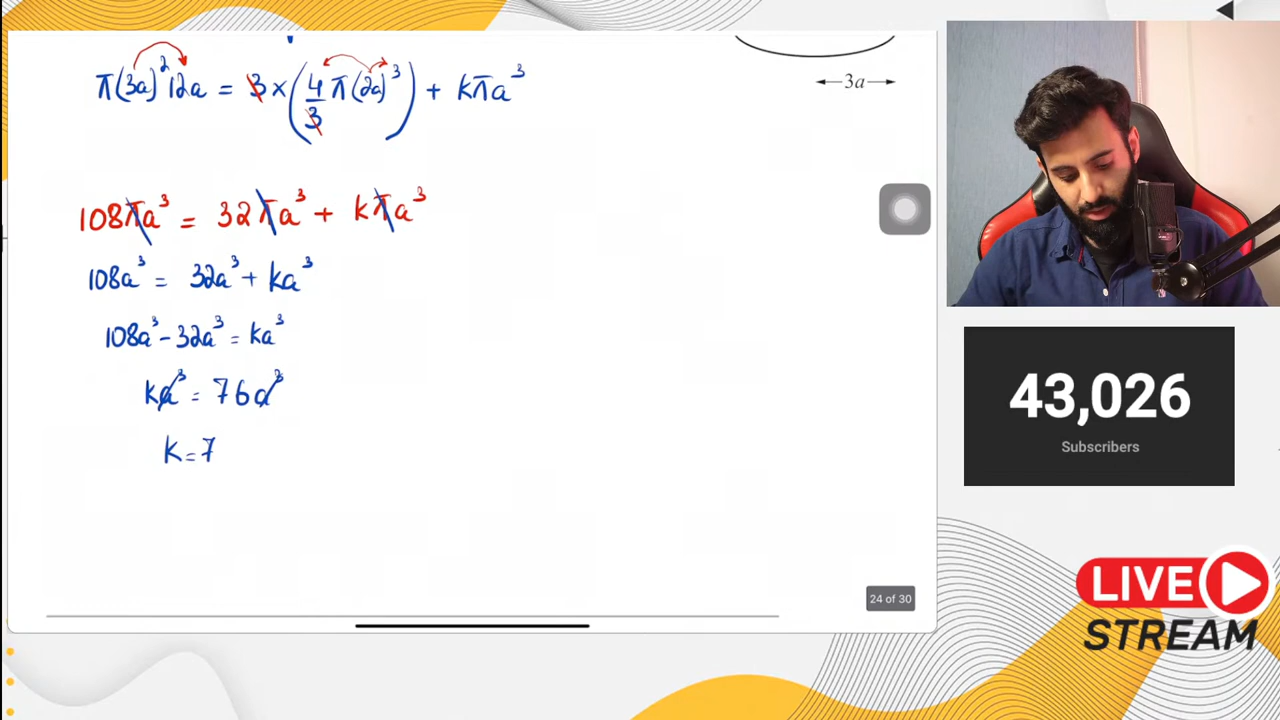 π(3a)²12a = 3 × (4/3 π(2a)³) + kπa³
3a
108πa³ = 32πa³ + kπa³
108a³ = 32a³ + ka³
108a³ - 32a³ = ka³
ka³ = 76a³
k = 7
24 of 30
43,026
Subscribers
LIVE
STREAM